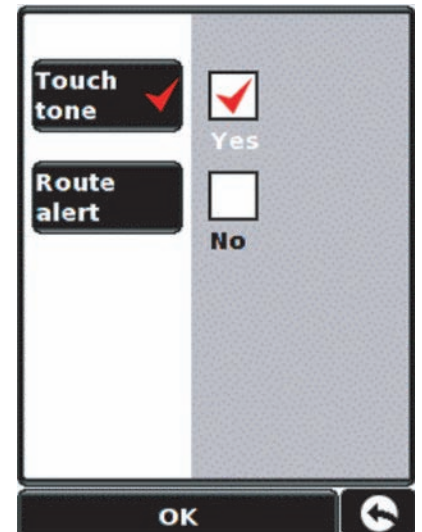 Touch
tone
Yes
Route
alert
No
OK